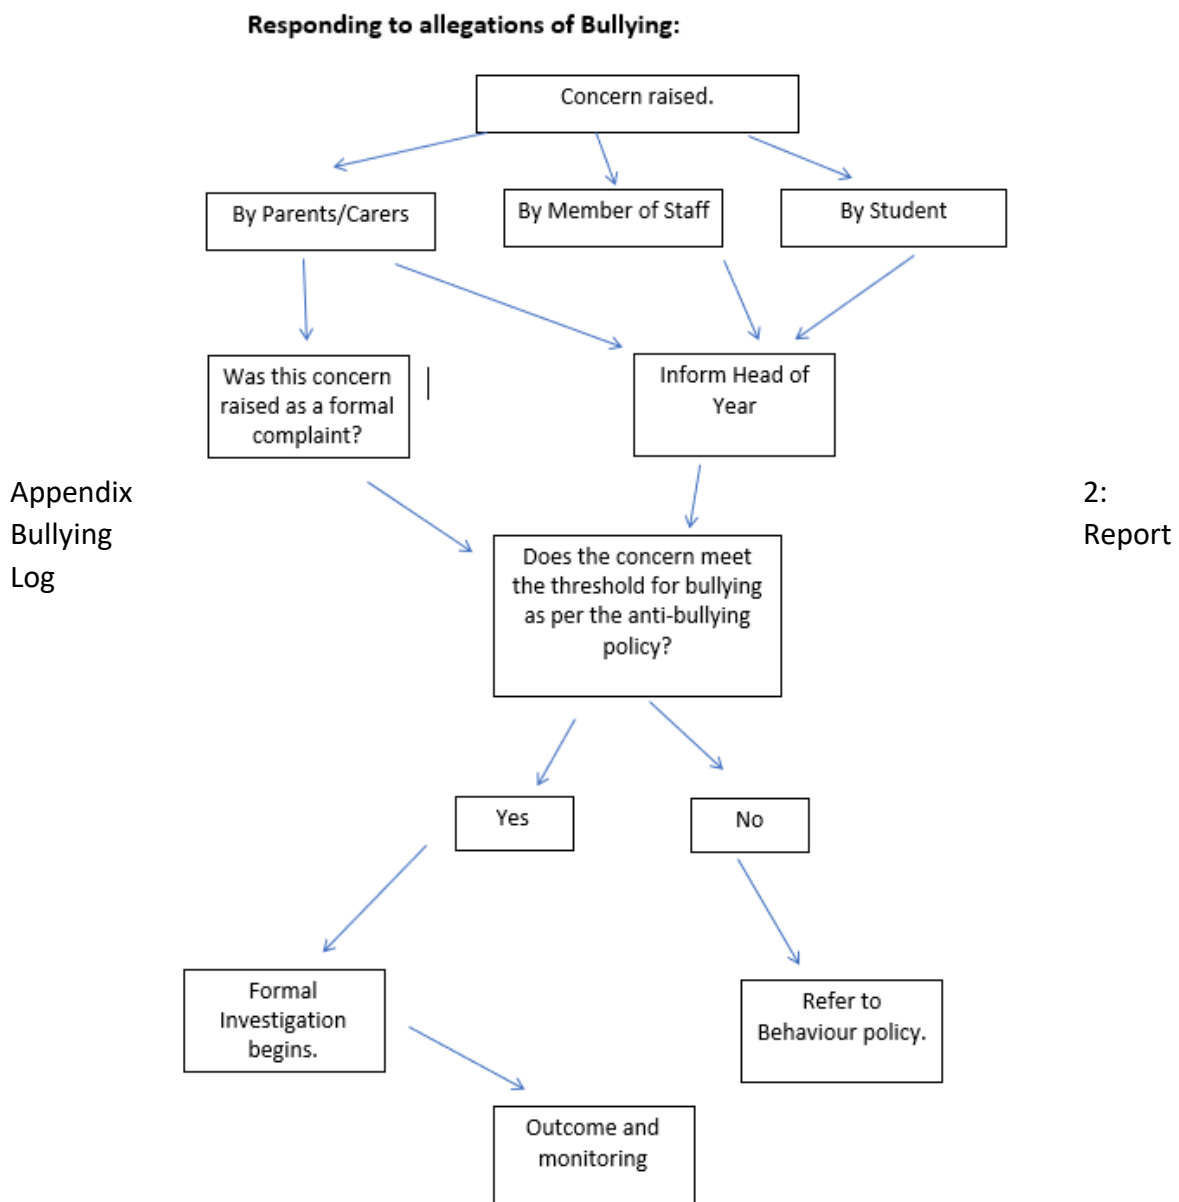 Responding to allegations of Bullying:
Concern raised.
By Parents/Carers
By Member of Staff
By Student
Was this concern
raised as a formal
complaint?
Inform Head of
Year
Appendix 2:
Bullying Report
Log
Does the concern meet
the threshold for bullying
as per the anti-bullying
policy?
Yes
No
Formal
Investigation
begins.
Refer to
Behaviour policy.
Outcome and
monitoring